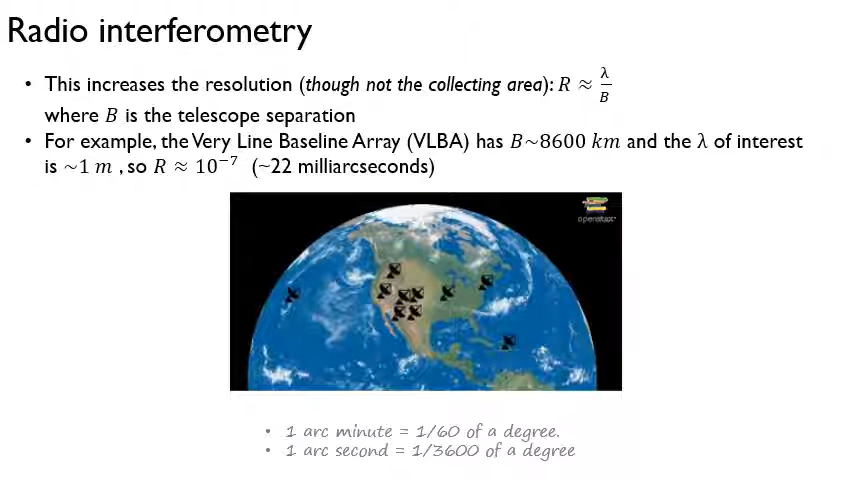 Radio interferometry
• This increases the resolution (though not the collecting area): R ≈ λ/B
where B is the telescope separation
• For example, the Very Line Baseline Array (VLBA) has B~8600 km and the λ of interest
is ~1 m , so R ≈ 10⁻⁷ (~22 milliarcseconds)
openstax
• 1 arc minute = 1/60 of a degree.
• 1 arc second = 1/3600 of a degree